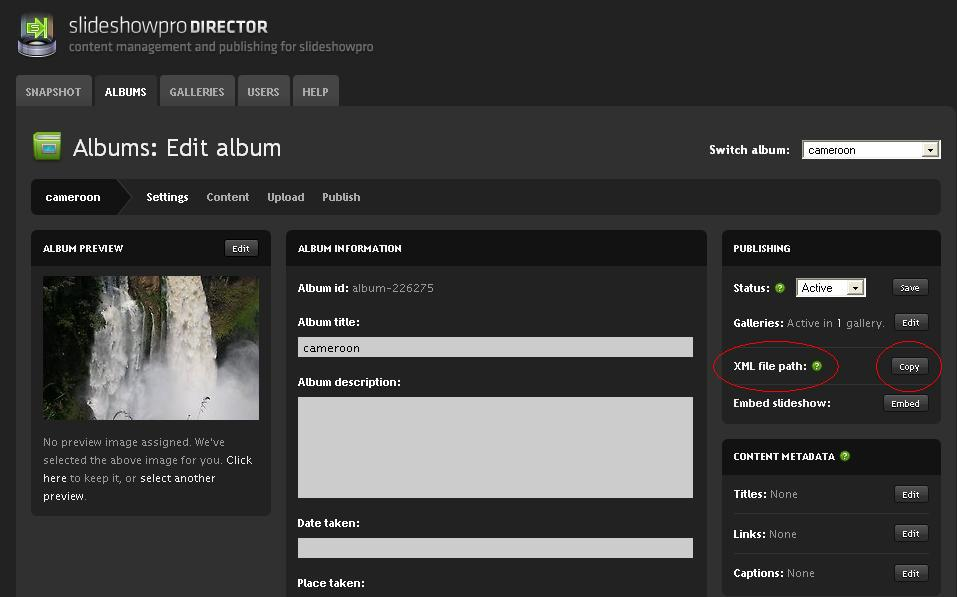 slideshowpro DIRECTOR
content management and publishing for slideshowpro
SNAPSHOT ALBUMS GALLERIES USERS HELP
Albums: Edit album
Switch album: cameroon
cameroon Settings Content Upload Publish
ALBUM PREVIEW Edit
No preview image assigned. We've
selected the above image for you. Click
here to keep it, or select another
preview.
ALBUM INFORMATION
Album id: album-226275
Album title:
cameroon
Album description:
Date taken:
Place taken:
PUBLISHING
Status: ? Active Save
Galleries: Active in 1 gallery. Edit
XML file path: ? Copy
Embed slideshow: Embed
CONTENT METADATA ?
Titles: None Edit
Links: None Edit
Captions: None Edit